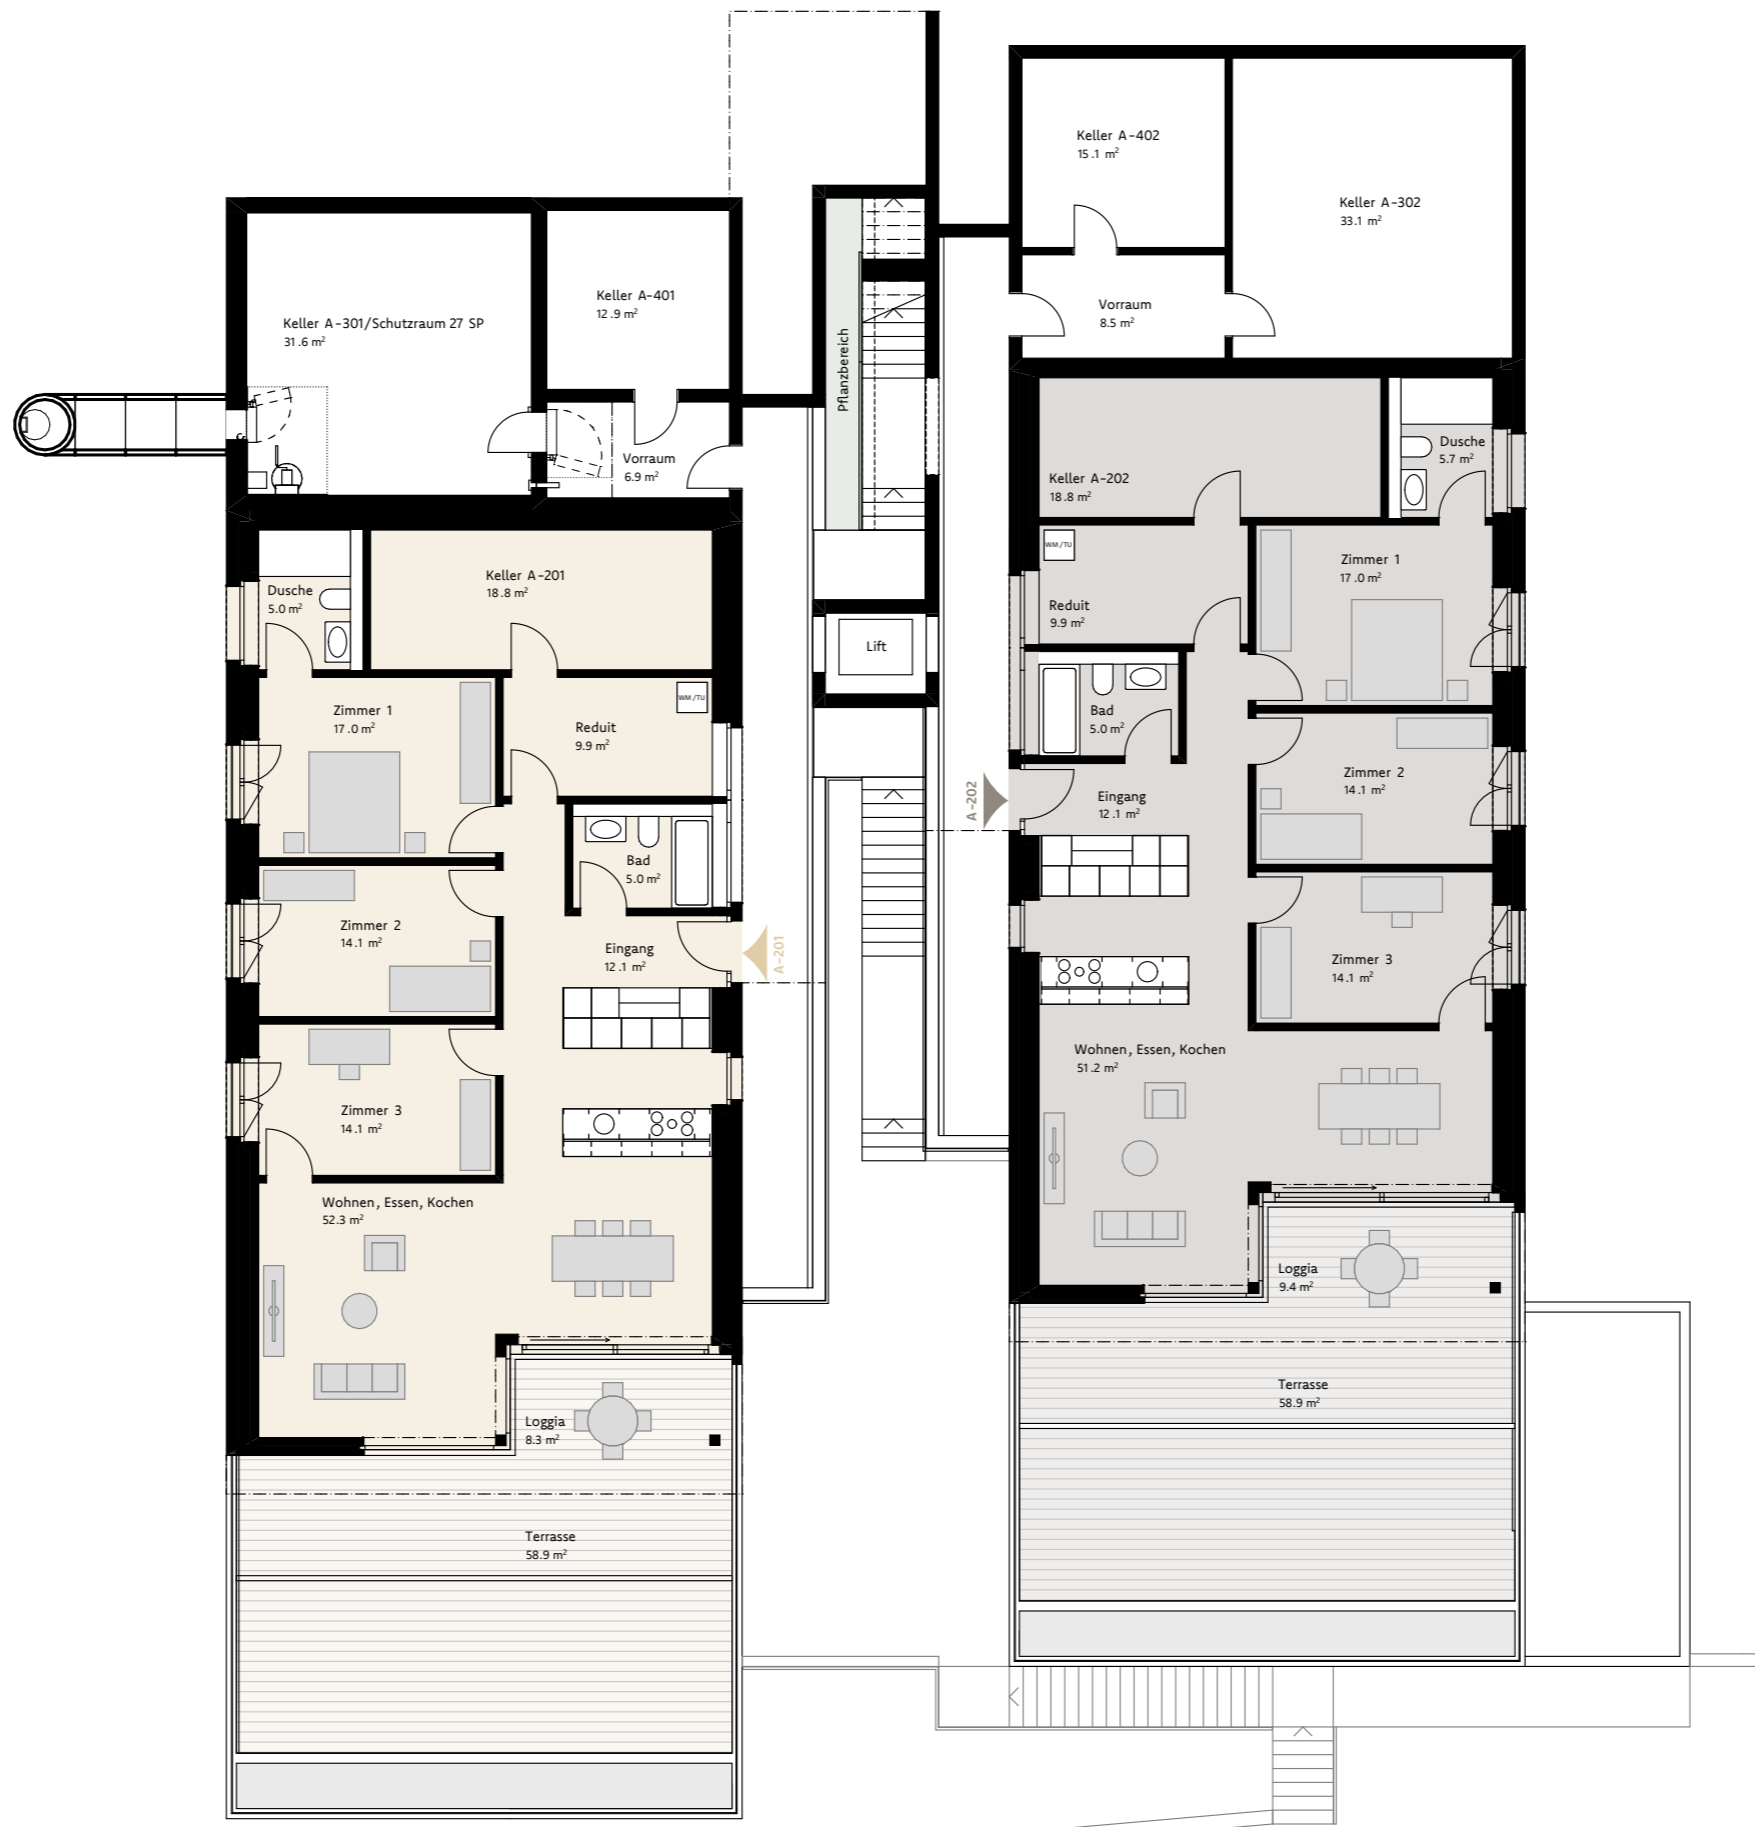 Keller A-402
15.1 m²
Keller A-302
33.1 m²
Keller A-401
12.9 m²
Keller A-301/Schutzraum 27 SP
31.6 m²
Vorraum
8.5 m²
Pflanzbereich
Vorraum
6.9 m²
Dusche
5.7 m²
Keller A-202
18.8 m²
WM/TU
Zimmer 1
17.0 m²
Keller A-201
18.8 m²
Dusche
5.0 m²
Reduit
9.9 m²
Lift
WM/TU
Zimmer 1
17.0 m²
Reduit
9.9 m²
Bad
5.0 m²
Zimmer 2
14.1 m²
A-202
Eingang
12.1 m²
Bad
5.0 m²
Zimmer 2
14.1 m²
Eingang
12.1 m²
A-201
Zimmer 3
14.1 m²
Wohnen, Essen, Kochen
51.2 m²
Zimmer 3
14.1 m²
Wohnen, Essen, Kochen
52.3 m²
Loggia
9.4 m²
Terrasse
58.9 m²
Loggia
8.3 m²
Terrasse
58.9 m²